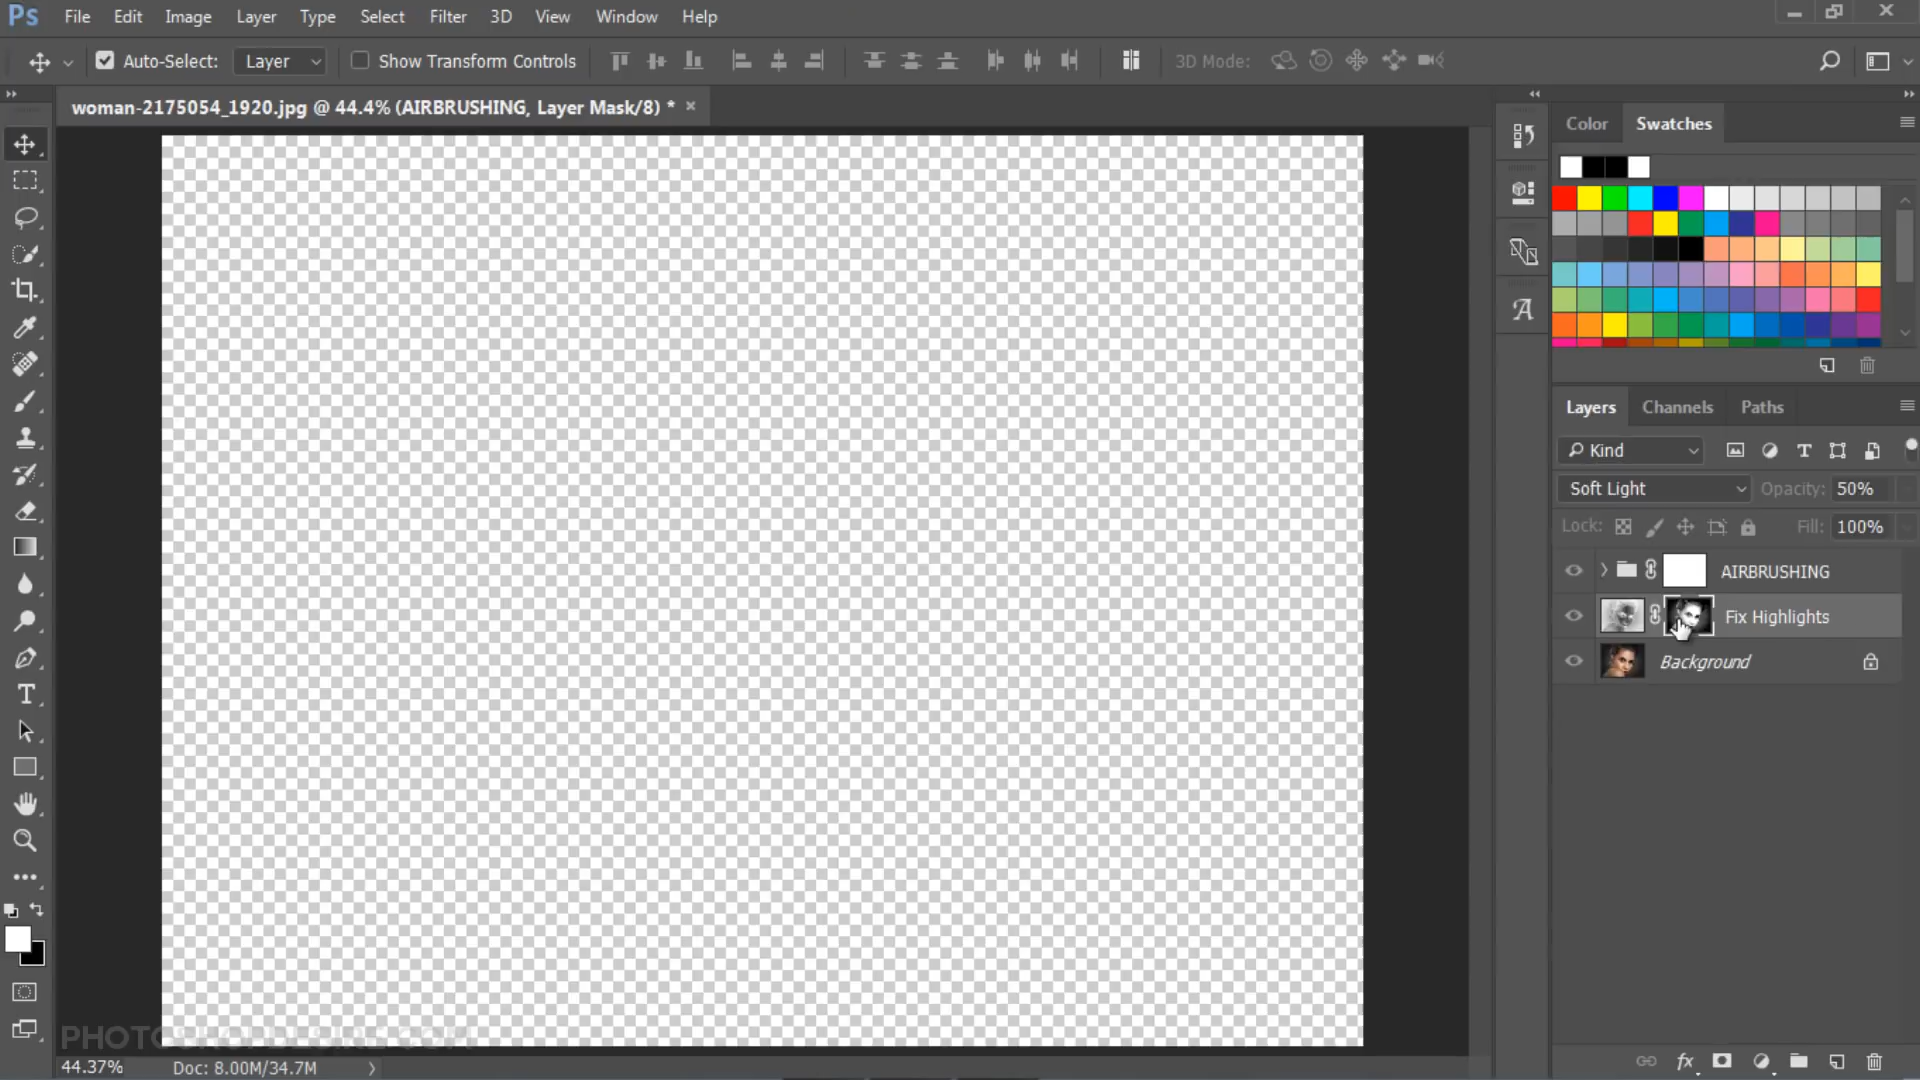 Ps File Edit Image Layer Type Select Filter 3D View Window Help
Auto-Select: Layer Show Transform Controls 3D Mode:
woman-2175054_1920.jpg @ 44.4% (AIRBRUSHING, Layer Mask/8) * ×
Color Swatches
Layers Channels Paths
Kind
Soft Light Opacity: 50%
Lock: Fill: 100%
AIRBRUSHING
Fix Highlights
Background
44.37% Doc: 8.00M/34.7M